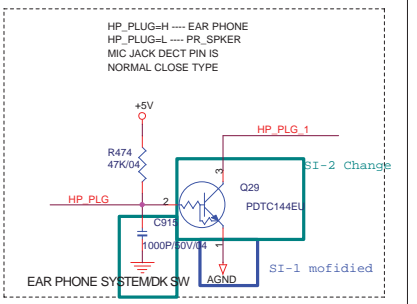 HP_PLUG=H ---- EAR PHONE
HP_PLUG=L ---- PR_SPKER
MIC JACK DECT PIN IS
NORMAL CLOSE TYPE
+5V
HP_PLG_1
R474
47K/04
3
SI-2 Change
Q29
HP_PLG
2
PDTC144EU
C915
1000P/50V/04
1
SI-1 mofidied
EAR PHONE SYSTEM/DK SW
AGND